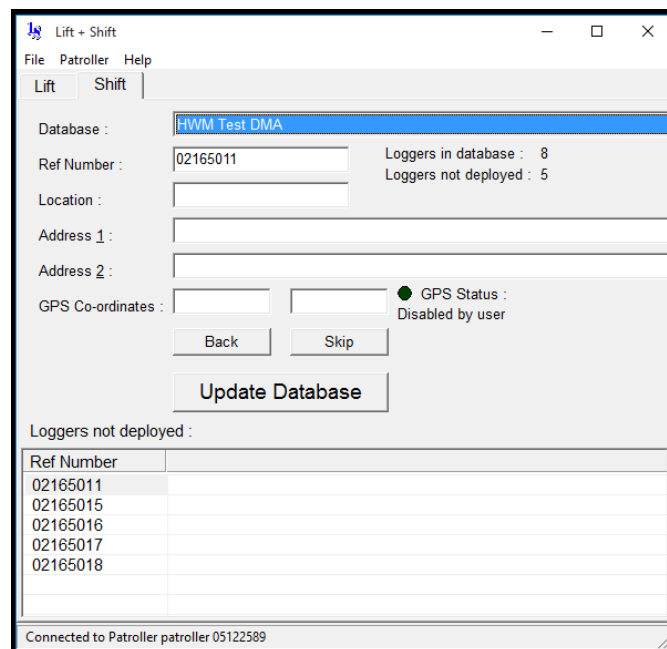 Lift + Shift
File Patroller Help
Lift Shift
Database : HWM Test DMA
Ref Number : 02165011 Loggers in database : 8
Loggers not deployed : 5
Location :
Address 1 :
Address 2 :
GPS Co-ordinates : GPS Status :
Disabled by user
Back Skip
Update Database
Loggers not deployed :
Ref Number
02165011
02165015
02165016
02165017
02165018
Connected to Patroller patroller 05122589